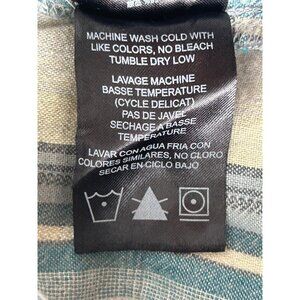 MACHINE WASH COLD WITH
LIKE COLORS, NO BLEACH
TUMBLE DRY LOW
LAVAGE MACHINE
BASSE TEMPERATURE
(CYCLE DELICAT)
PAS DE JAVEL
SECHAGE A BASSE
TEMPERATURE
LAVAR CON AGUA FRIA CON
COLORES SIMILARES, NO CLORO
SECAR EN CICLO BAJO